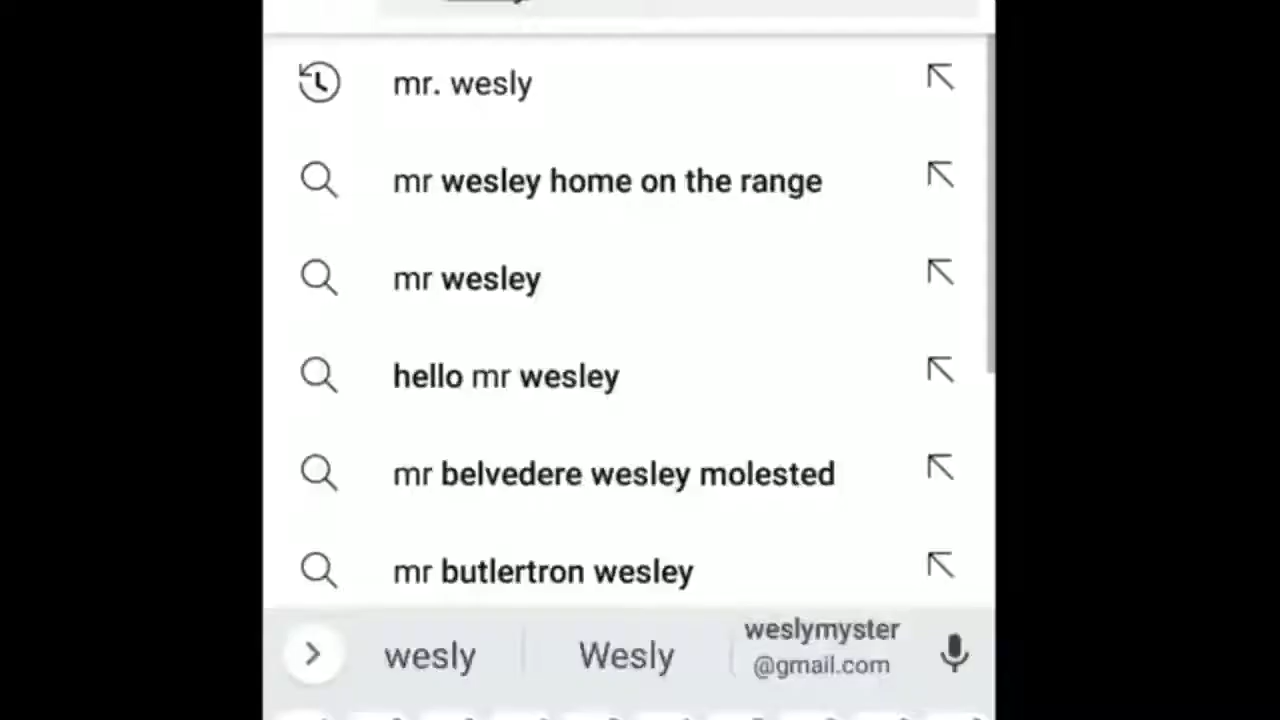 mr. wesly
mr wesley home on the range
mr wesley
hello mr wesley
mr belvedere wesley molested
mr butlertron wesley
wesly Wesly weslymyster
@gmail.com